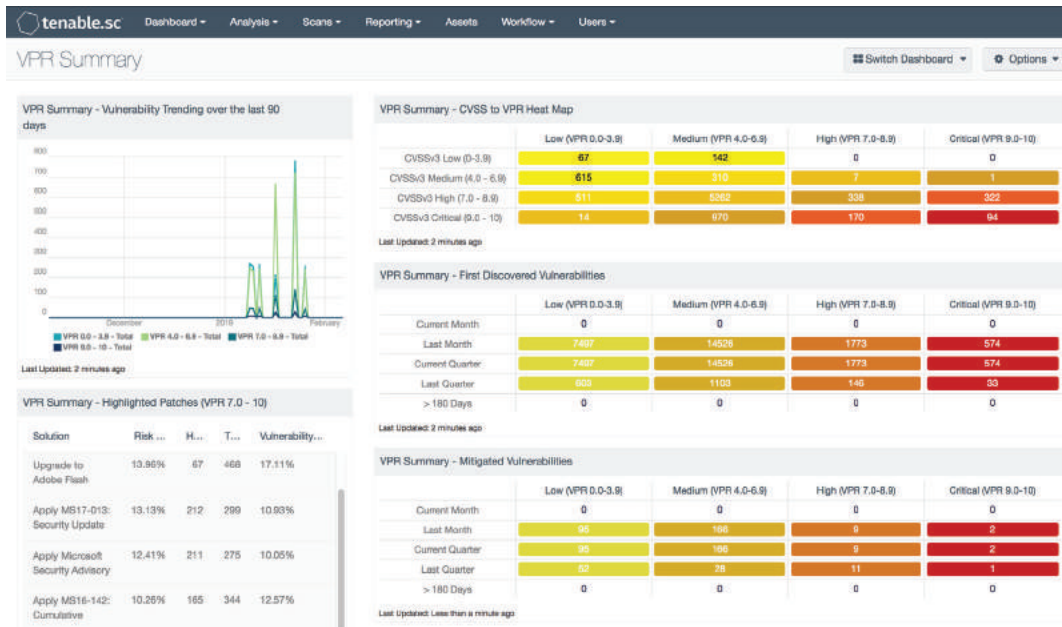 tenable.sc Dashboard Analysis Scans Reporting Assets Workflow Users
VPR Summary Switch Dashboard Options
VPR Summary - Vulnerability Trending over the last 90
days
800
700
600
500
400
300
200
100
0
December 2019 February
VPR 0.0 - 3.9 - Total VPR 4.0 - 6.9 - Total VPR 7.0 - 8.9 - Total
VPR 9.0 - 10 - Total
Last Updated: 2 minutes ago
VPR Summary - Highlighted Patches (VPR 7.0 - 10)
Solution Risk ... H... T... Vulnerability...
Upgrade to 13.96% 67 468 17.11%
Adobe Flash
Apply MS17-013: 13.13% 212 299 10.93%
Security Update
Apply Microsoft 12.41% 211 275 10.05%
Security Advisory
Apply MS16-142: 10.26% 165 344 12.57%
Cumulative
VPR Summary - CVSS to VPR Heat Map
Low (VPR 0.0-3.9) Medium (VPR 4.0-6.9) High (VPR 7.0-8.9) Critical (VPR 9.0-10)
CVSSv3 Low (0-3.9) 67 142 0 0
CVSSv3 Medium (4.0 - 6.9) 615 310 7 1
CVSSv3 High (7.0 - 8.9) 511 5262 338 322
CVSSv3 Critical (9.0 - 10) 14 970 170 94
Last Updated: 2 minutes ago
VPR Summary - First Discovered Vulnerabilities
Low (VPR 0.0-3.9) Medium (VPR 4.0-6.9) High (VPR 7.0-8.9) Critical (VPR 9.0-10)
Current Month 0 0 0 0
Last Month 7497 14526 1773 574
Current Quarter 7497 14526 1773 574
Last Quarter 603 1103 146 33
> 180 Days 0 0 0 0
Last Updated: 2 minutes ago
VPR Summary - Mitigated Vulnerabilities
Low (VPR 0.0-3.9) Medium (VPR 4.0-6.9) High (VPR 7.0-8.9) Critical (VPR 9.0-10)
Current Month 0 0 0 0
Last Month 95 166 9 2
Current Quarter 95 166 9 2
Last Quarter 52 28 11 1
> 180 Days 0 0 0 0
Last Updated: Less than a minute ago